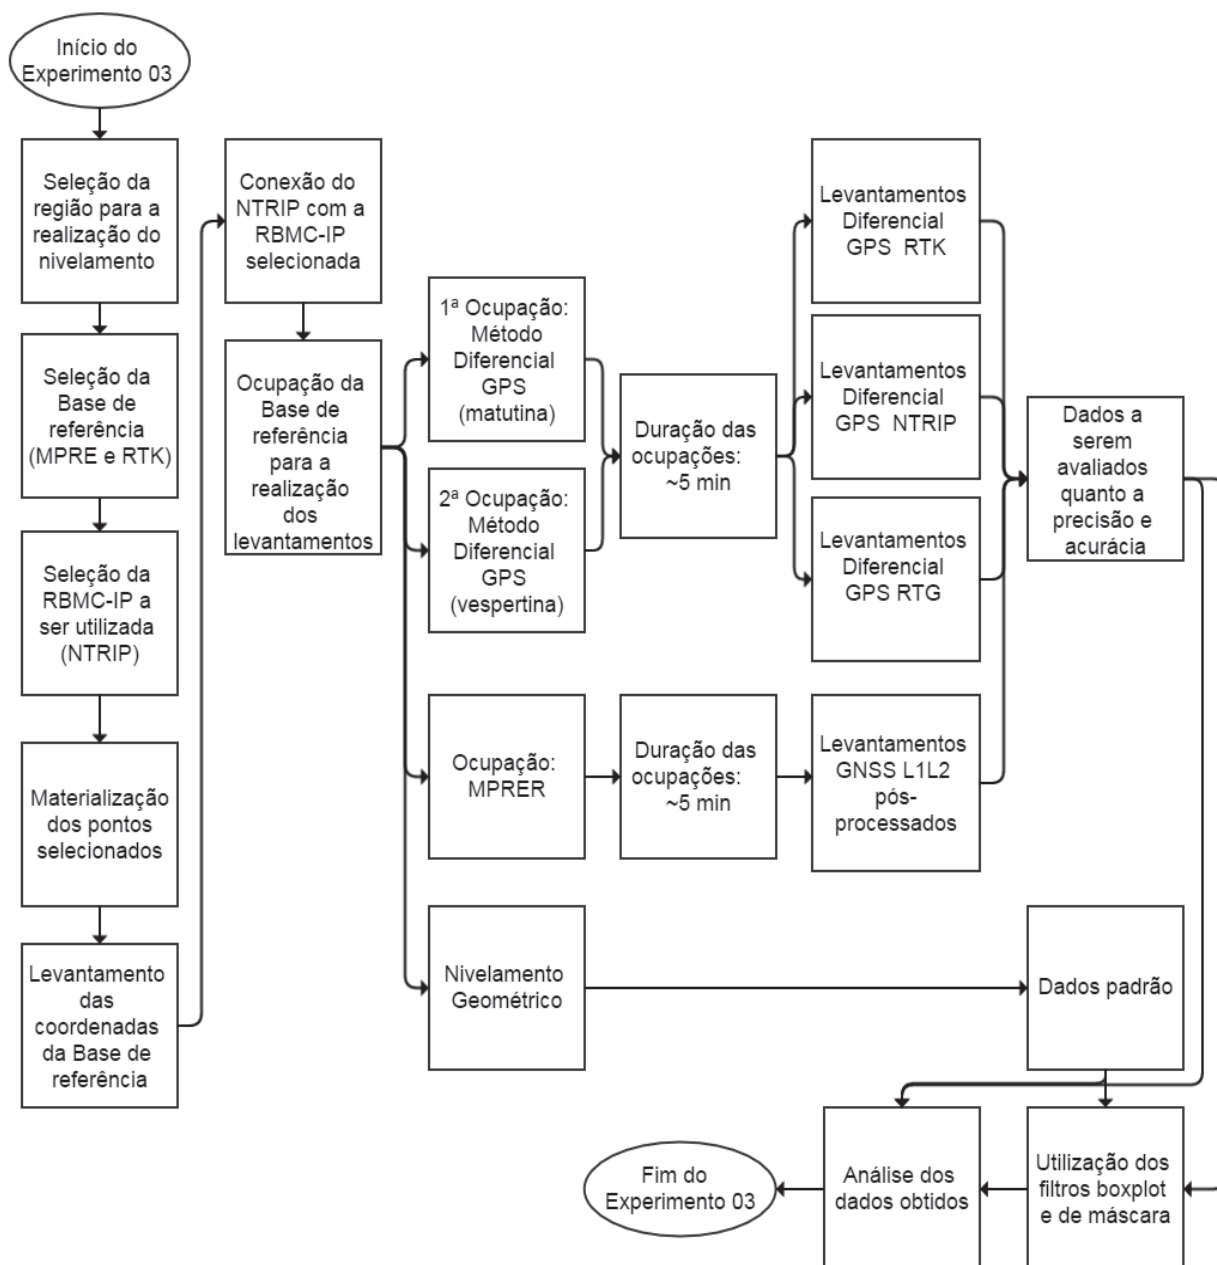 Início do
Experimento 03
Seleção da
região para a
realização do
nivelamento
Seleção da
Base de
referência
(MPRE e RTK)
Seleção da
RBMC-IP a
ser utilizada
(NTRIP)
Materialização
dos pontos
selecionados
Levantamento
das
coordenadas
da Base de
referência
Conexão do
NTRIP com a
RBMC-IP
selecionada
Ocupação da
Base de
referência
para a
realização
dos
levantamentos
1ª Ocupação:
Método
Diferencial
GPS
(matutina)
2ª Ocupação:
Método
Diferencial
GPS
(vespertina)
Duração das
ocupações:
~5 min
Levantamentos
Diferencial
GPS RTK
Levantamentos
Diferencial
GPS NTRIP
Levantamentos
Diferencial
GPS RTG
Dados a
serem
avaliados
quanto a
precisão e
acurácia
Ocupação:
MPRER
Duração das
ocupações:
~5 min
Levantamentos
GNSS L1L2
pós-
processados
Nivelamento
Geométrico
Dados padrão
Utilização dos
filtros boxplot
e de máscara
Análise dos
dados obtidos
Fim do
Experimento 03